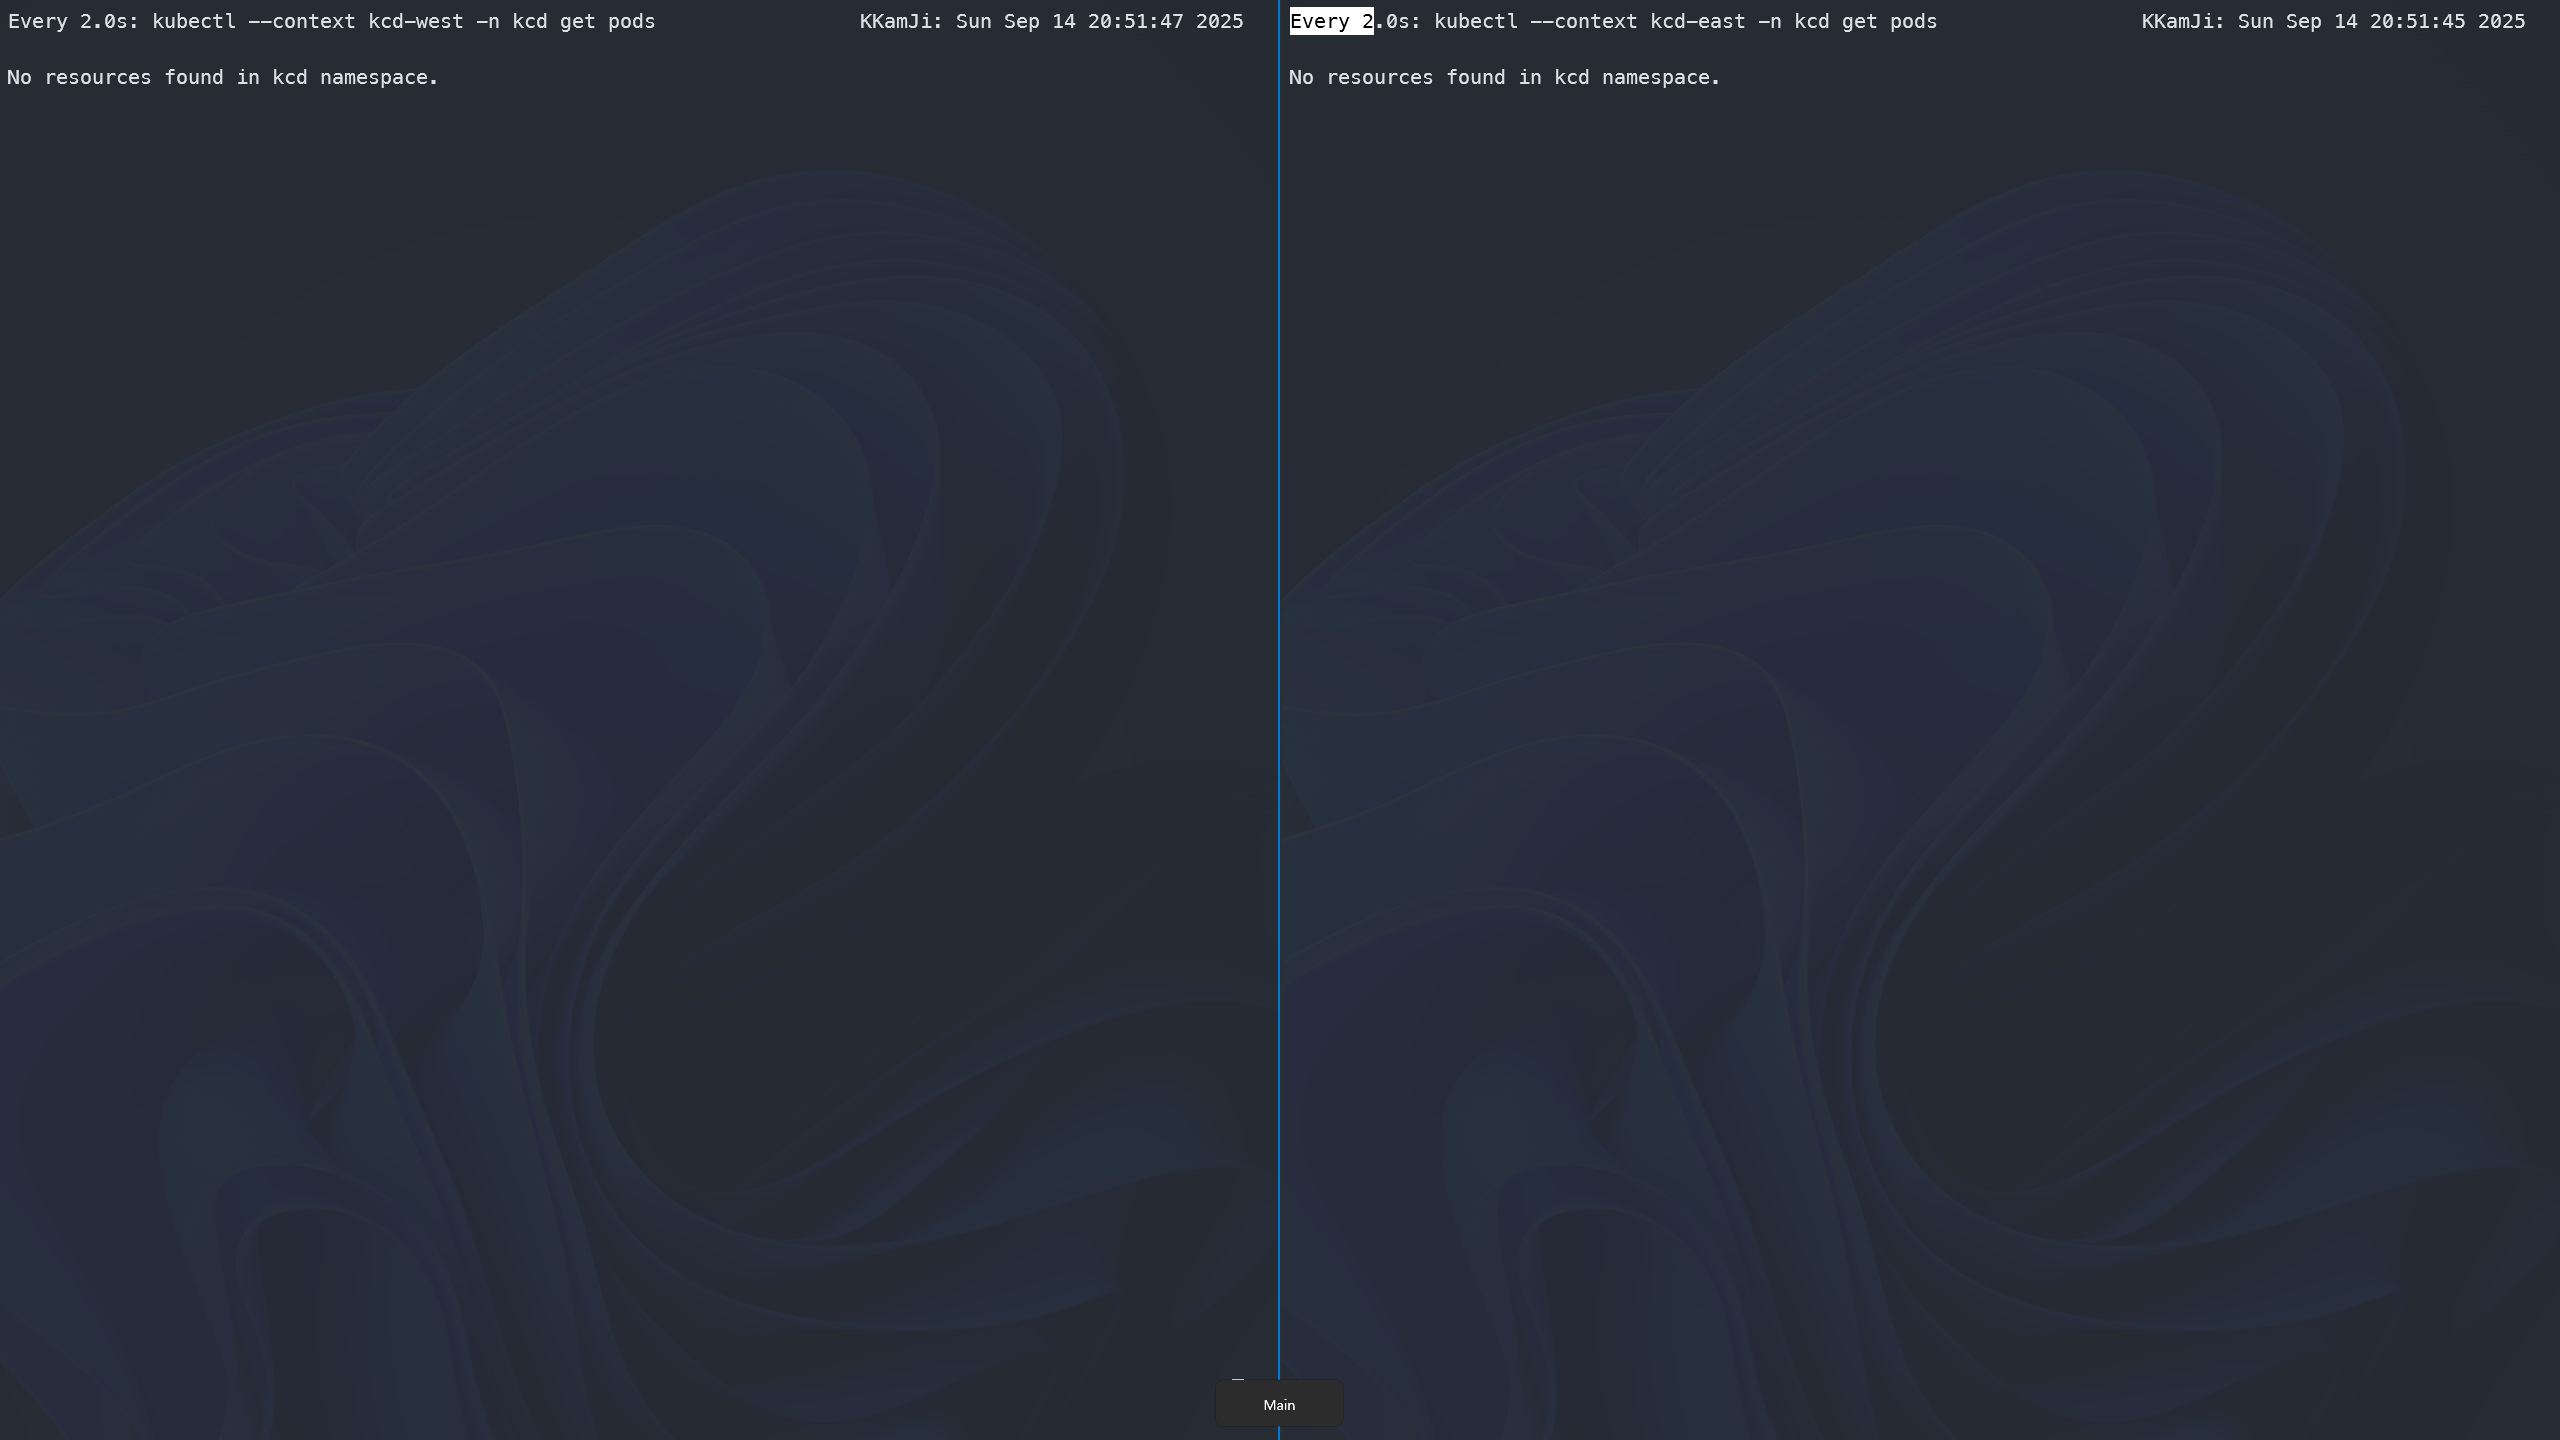 Every 2.0s: kubectl --context kcd-west -n kcd get pods KKamJi: Sun Sep 14 20:51:47 2025
No resources found in kcd namespace.
Every 2.0s: kubectl --context kcd-east -n kcd get pods KKamJi: Sun Sep 14 20:51:45 2025
No resources found in kcd namespace.
Main